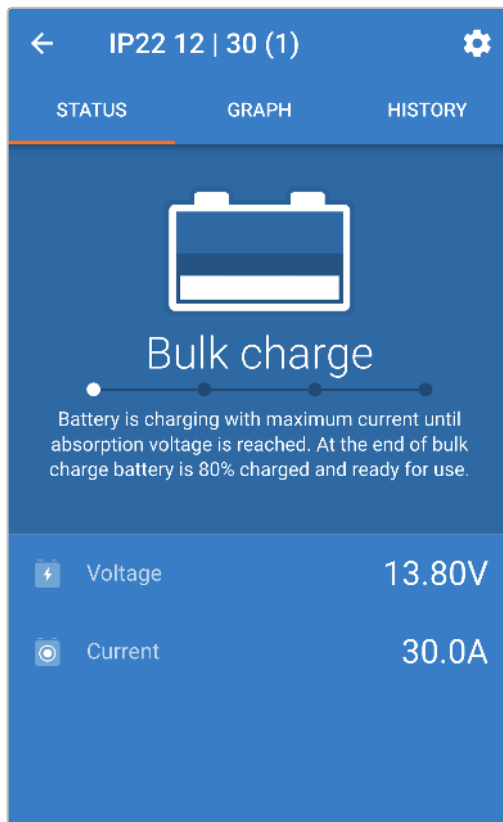 IP22 12 | 30 (1)
STATUS GRAPH HISTORY
Bulk charge
Battery is charging with maximum current until
absorption voltage is reached. At the end of bulk
charge battery is 80% charged and ready for use.
Voltage 13.80V
Current 30.0A